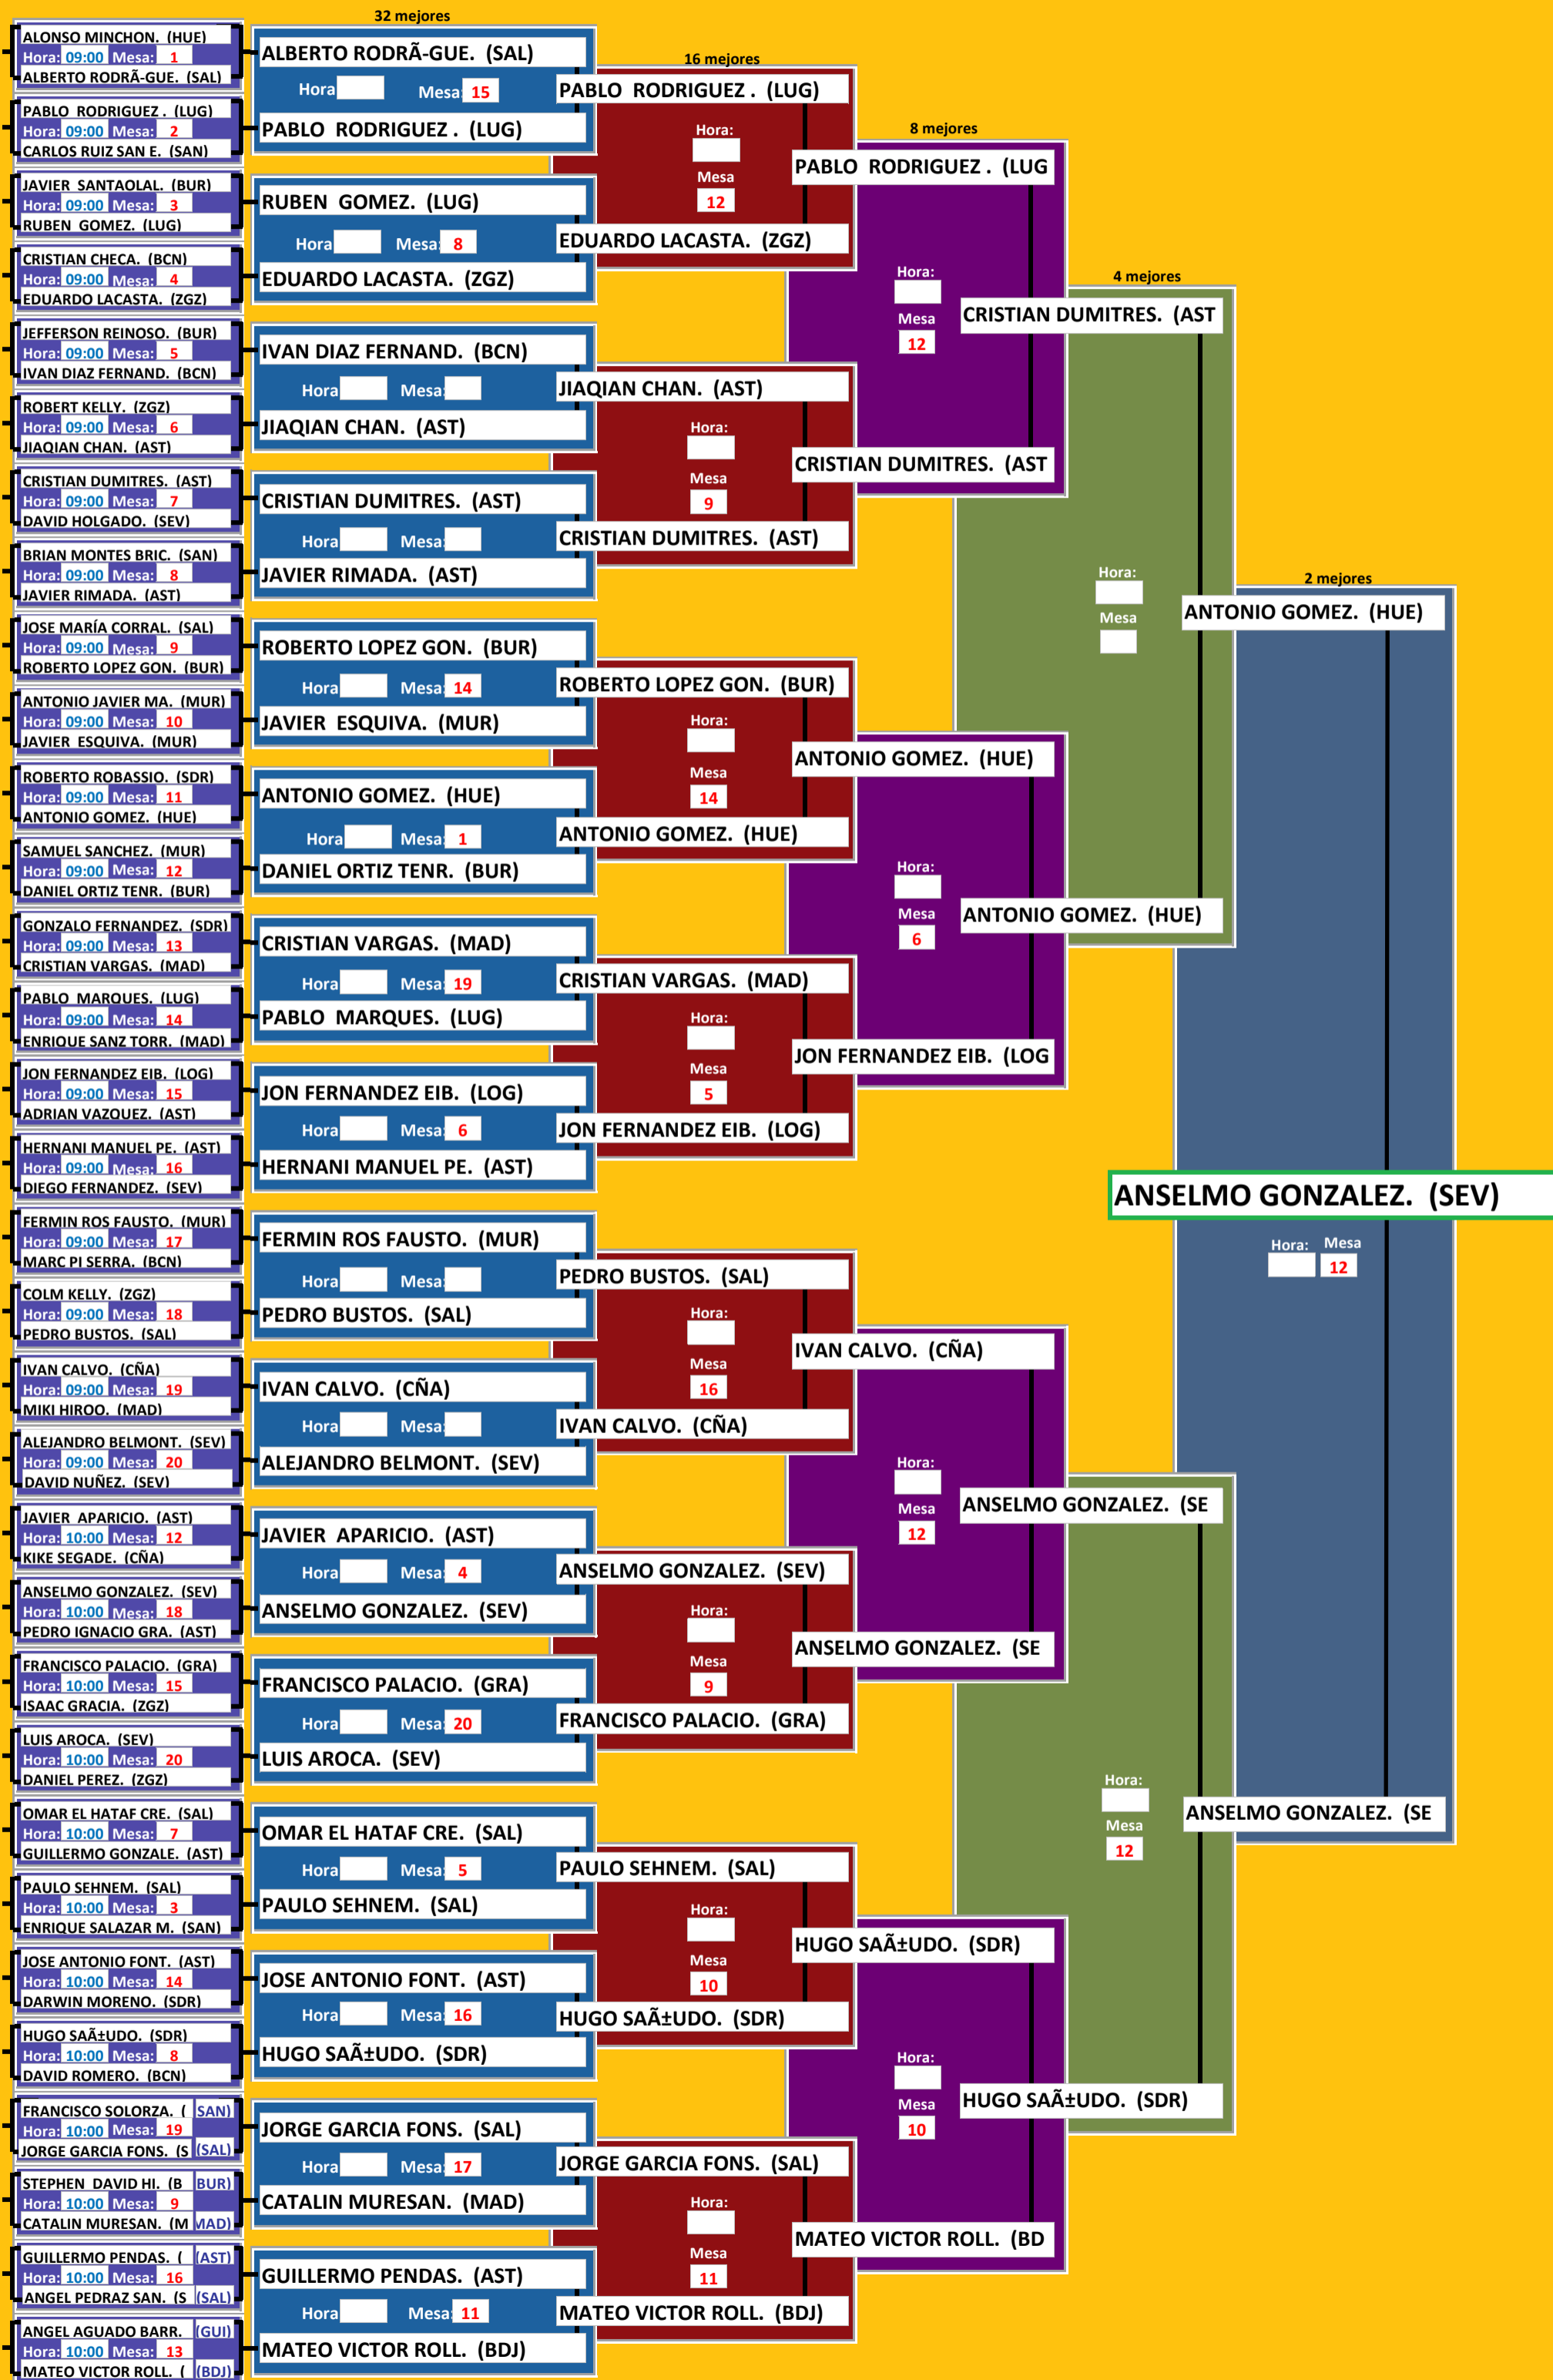 32 mejores
ALONSO MINCHON. (HUE)
Hora: 09:00 Mesa: 1
ALBERTO RODRÃ-GUE. (SAL)
PABLO RODRIGUEZ . (LUG)
Hora: 09:00 Mesa: 2
CARLOS RUIZ SAN E. (SAN)
JAVIER SANTAOLAL. (BUR)
Hora: 09:00 Mesa: 3
RUBEN GOMEZ. (LUG)
CRISTIAN CHECA. (BCN)
Hora: 09:00 Mesa: 4
EDUARDO LACASTA. (ZGZ)
JEFFERSON REINOSO. (BUR)
Hora: 09:00 Mesa: 5
IVAN DIAZ FERNAND. (BCN)
ROBERT KELLY. (ZGZ)
Hora: 09:00 Mesa: 6
JIAQIAN CHAN. (AST)
CRISTIAN DUMITRES. (AST)
Hora: 09:00 Mesa: 7
DAVID HOLGADO. (SEV)
BRIAN MONTES BRIC. (SAN)
Hora: 09:00 Mesa: 8
JAVIER RIMADA. (AST)
JOSE MARÍA CORRAL. (SAL)
Hora: 09:00 Mesa: 9
ROBERTO LOPEZ GON. (BUR)
ANTONIO JAVIER MA. (MUR)
Hora: 09:00 Mesa: 10
JAVIER ESQUIVA. (MUR)
ROBERTO ROBASSIO. (SDR)
Hora: 09:00 Mesa: 11
ANTONIO GOMEZ. (HUE)
SAMUEL SANCHEZ. (MUR)
Hora: 09:00 Mesa: 12
DANIEL ORTIZ TENR. (BUR)
GONZALO FERNANDEZ. (SDR)
Hora: 09:00 Mesa: 13
CRISTIAN VARGAS. (MAD)
PABLO MARQUES. (LUG)
Hora: 09:00 Mesa: 14
ENRIQUE SANZ TORR. (MAD)
JON FERNANDEZ EIB. (LOG)
Hora: 09:00 Mesa: 15
ADRIAN VAZQUEZ. (AST)
HERNANI MANUEL PE. (AST)
Hora: 09:00 Mesa: 16
DIEGO FERNANDEZ. (SEV)
FERMIN ROS FAUSTO. (MUR)
Hora: 09:00 Mesa: 17
MARC PI SERRA. (BCN)
COLM KELLY. (ZGZ)
Hora: 09:00 Mesa: 18
PEDRO BUSTOS. (SAL)
IVAN CALVO. (CÑA)
Hora: 09:00 Mesa: 19
MIKI HIROO. (MAD)
ALEJANDRO BELMONT. (SEV)
Hora: 09:00 Mesa: 20
DAVID NUÑEZ. (SEV)
JAVIER APARICIO. (AST)
Hora: 10:00 Mesa: 12
KIKE SEGADE. (CÑA)
ANSELMO GONZALEZ. (SEV)
Hora: 10:00 Mesa: 18
PEDRO IGNACIO GRA. (AST)
FRANCISCO PALACIO. (GRA)
Hora: 10:00 Mesa: 15
ISAAC GRACIA. (ZGZ)
LUIS AROCA. (SEV)
Hora: 10:00 Mesa: 20
DANIEL PEREZ. (ZGZ)
OMAR EL HATAF CRE. (SAL)
Hora: 10:00 Mesa: 7
GUILLERMO GONZALE. (AST)
PAULO SEHNEM. (SAL)
Hora: 10:00 Mesa: 3
ENRIQUE SALAZAR M. (SAN)
JOSE ANTONIO FONT. (AST)
Hora: 10:00 Mesa: 14
DARWIN MORENO. (SDR)
HUGO SAÃ±UDO. (SDR)
Hora: 10:00 Mesa: 8
DAVID ROMERO. (BCN)
FRANCISCO SOLORZA. ( SAN)
Hora: 10:00 Mesa: 19
JORGE GARCIA FONS. (S (SAL)
STEPHEN DAVID HI. (B BUR)
Hora: 10:00 Mesa: 9
CATALIN MURESAN. (M MAD)
GUILLERMO PENDAS. ( (AST)
Hora: 10:00 Mesa: 16
ANGEL PEDRAZ SAN. (S (SAL)
ANGEL AGUADO BARR. (GUI)
Hora: 10:00 Mesa: 13
MATEO VICTOR ROLL. ( (BDJ)
ALBERTO RODRÃ-GUE. (SAL)
Hora Mesa: 15
PABLO RODRIGUEZ . (LUG)
RUBEN GOMEZ. (LUG)
Hora Mesa: 8
EDUARDO LACASTA. (ZGZ)
IVAN DIAZ FERNAND. (BCN)
Hora Mesa:
JIAQIAN CHAN. (AST)
CRISTIAN DUMITRES. (AST)
Hora Mesa:
JAVIER RIMADA. (AST)
ROBERTO LOPEZ GON. (BUR)
Hora Mesa: 14
JAVIER ESQUIVA. (MUR)
ANTONIO GOMEZ. (HUE)
Hora Mesa: 1
DANIEL ORTIZ TENR. (BUR)
CRISTIAN VARGAS. (MAD)
Hora Mesa: 19
PABLO MARQUES. (LUG)
JON FERNANDEZ EIB. (LOG)
Hora Mesa: 6
HERNANI MANUEL PE. (AST)
FERMIN ROS FAUSTO. (MUR)
Hora Mesa:
PEDRO BUSTOS. (SAL)
IVAN CALVO. (CÑA)
Hora Mesa:
ALEJANDRO BELMONT. (SEV)
JAVIER APARICIO. (AST)
Hora Mesa: 4
ANSELMO GONZALEZ. (SEV)
FRANCISCO PALACIO. (GRA)
Hora Mesa: 20
LUIS AROCA. (SEV)
OMAR EL HATAF CRE. (SAL)
Hora Mesa: 5
PAULO SEHNEM. (SAL)
JOSE ANTONIO FONT. (AST)
Hora Mesa: 16
HUGO SAÃ±UDO. (SDR)
JORGE GARCIA FONS. (SAL)
Hora Mesa: 17
CATALIN MURESAN. (MAD)
GUILLERMO PENDAS. (AST)
Hora Mesa: 11
MATEO VICTOR ROLL. (BDJ)
16 mejores
PABLO RODRIGUEZ . (LUG)
Hora:
Mesa
12
EDUARDO LACASTA. (ZGZ)
JIAQIAN CHAN. (AST)
Hora:
Mesa
9
CRISTIAN DUMITRES. (AST)
ROBERTO LOPEZ GON. (BUR)
Hora:
Mesa
14
ANTONIO GOMEZ. (HUE)
CRISTIAN VARGAS. (MAD)
Hora:
Mesa
5
JON FERNANDEZ EIB. (LOG)
PEDRO BUSTOS. (SAL)
Hora:
Mesa
16
IVAN CALVO. (CÑA)
ANSELMO GONZALEZ. (SEV)
Hora:
Mesa
9
FRANCISCO PALACIO. (GRA)
PAULO SEHNEM. (SAL)
Hora:
Mesa
10
HUGO SAÃ±UDO. (SDR)
JORGE GARCIA FONS. (SAL)
Hora:
Mesa
11
MATEO VICTOR ROLL. (BDJ)
8 mejores
PABLO RODRIGUEZ . (LUG
Hora:
Mesa
12
CRISTIAN DUMITRES. (AST
ANTONIO GOMEZ. (HUE)
Hora:
Mesa
6
JON FERNANDEZ EIB. (LOG
IVAN CALVO. (CÑA)
Hora:
Mesa
12
ANSELMO GONZALEZ. (SE
HUGO SAÃ±UDO. (SDR)
Hora:
Mesa
10
MATEO VICTOR ROLL. (BD
4 mejores
CRISTIAN DUMITRES. (AST
Hora:
Mesa
ANTONIO GOMEZ. (HUE)
ANSELMO GONZALEZ. (SE
Hora:
Mesa
12
HUGO SAÃ±UDO. (SDR)
2 mejores
ANTONIO GOMEZ. (HUE)
ANSELMO GONZALEZ. (SEV)
Hora: Mesa
12
ANSELMO GONZALEZ. (SE